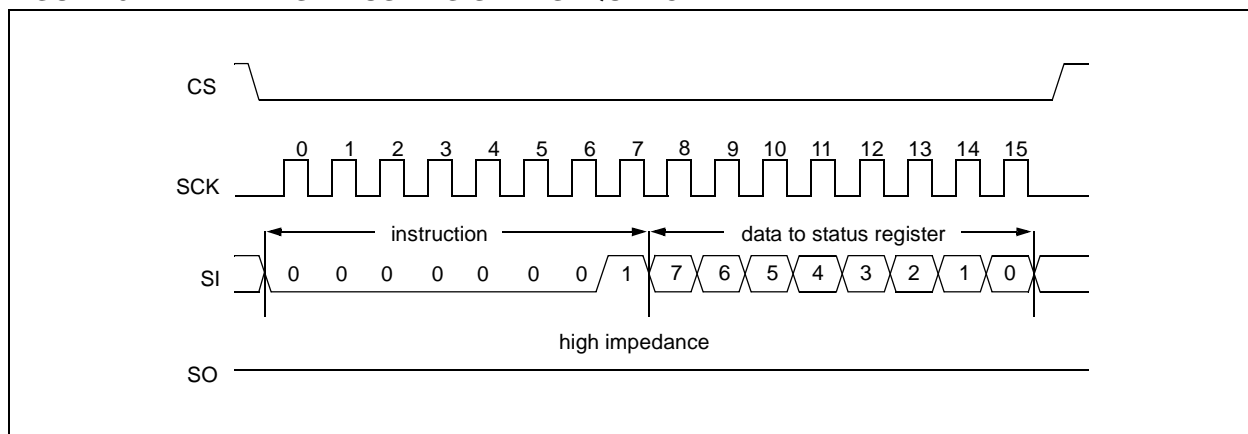 CS
0 1 2 3 4 5 6 7 8 9 10 11 12 13 14 15
SCK
instruction data to status register
SI 0 0 0 0 0 0 0 1 7 6 5 4 3 2 1 0
high impedance
SO